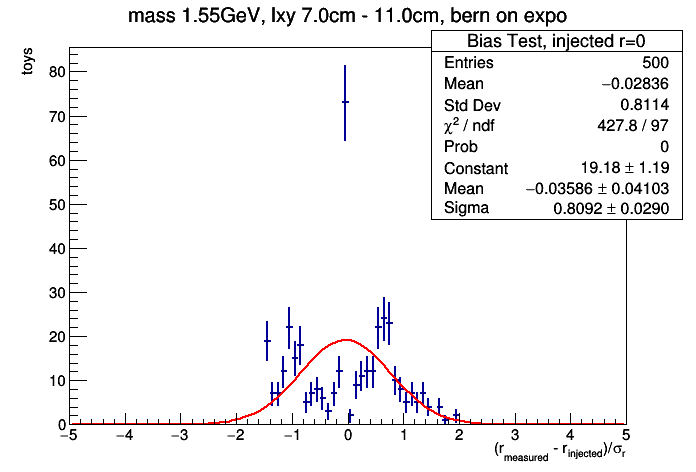 mass 1.55GeV, lxy 7.0cm - 11.0cm, bern on expo
toys
Bias Test, injected r=0
Entries 500
Mean −0.02836
Std Dev 0.8114
χ² / ndf 427.8 / 97
Prob 0
Constant 19.18 ± 1.19
Mean −0.03586 ± 0.04103
Sigma 0.8092 ± 0.0290
80
70
60
50
40
30
20
10
0
−5 −4 −3 −2 −1 0 1 2 3 4 5
(r_measured - r_injected)/σ_r